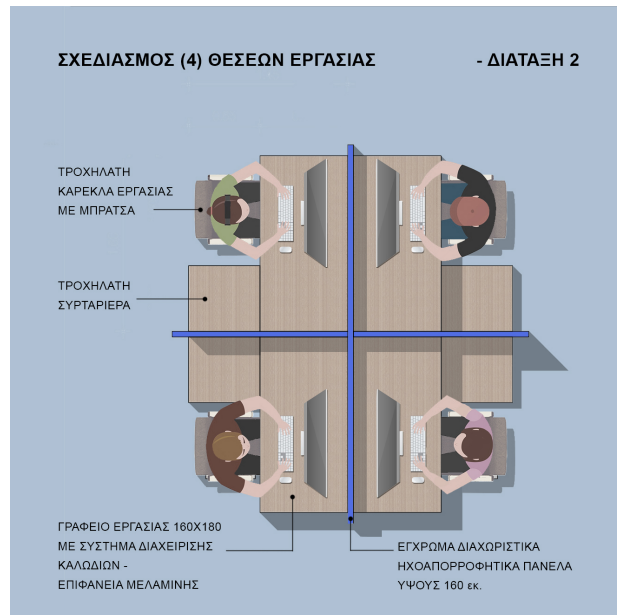 ΣΧΕΔΙΑΣΜΟΣ (4) ΘΕΣΕΩΝ ΕΡΓΑΣΙΑΣ - ΔΙΑΤΑΞΗ 2
ΤΡΟΧΗΛΑΤΗ
ΚΑΡΕΚΛΑ ΕΡΓΑΣΙΑΣ
ΜΕ ΜΠΡΑΤΣΑ
ΤΡΟΧΗΛΑΤΗ
ΣΥΡΤΑΡΙΕΡΑ
ΓΡΑΦΕΙΟ ΕΡΓΑΣΙΑΣ 160Χ180
ΜΕ ΣΥΣΤΗΜΑ ΔΙΑΧΕΙΡΙΣΗΣ
ΚΑΛΩΔΙΩΝ -
ΕΠΙΦΑΝΕΙΑ ΜΕΛΑΜΙΝΗΣ
ΕΓΧΡΩΜΑ ΔΙΑΧΩΡΙΣΤΙΚΑ
ΗΧΟΑΠΟΡΡΟΦΗΤΙΚΑ ΠΑΝΕΛΑ
ΥΨΟΥΣ 160 εκ.